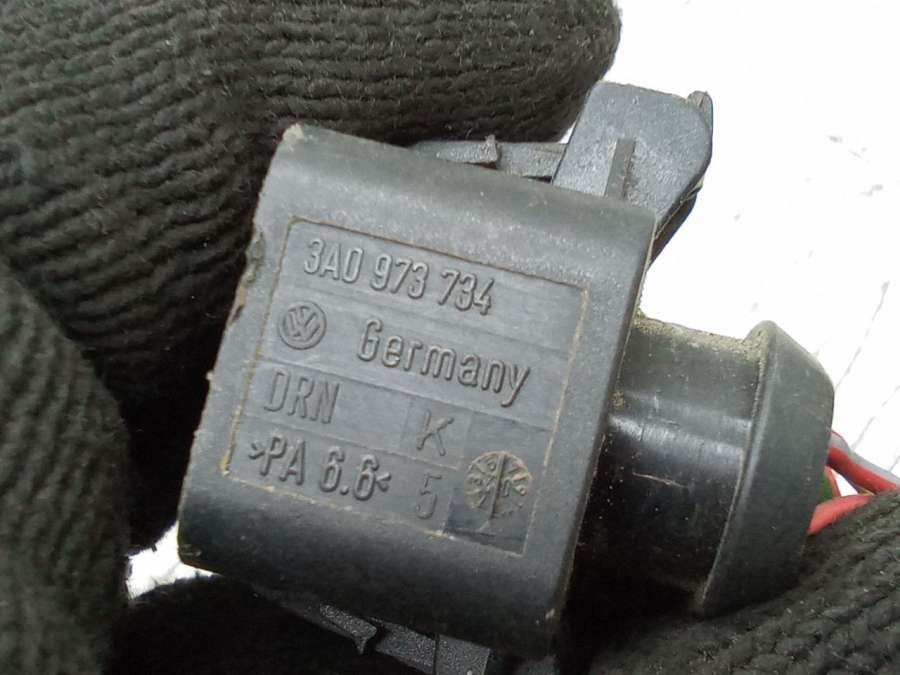 3A0 973 734
Germany
DRN K
>PA 6.6< 5